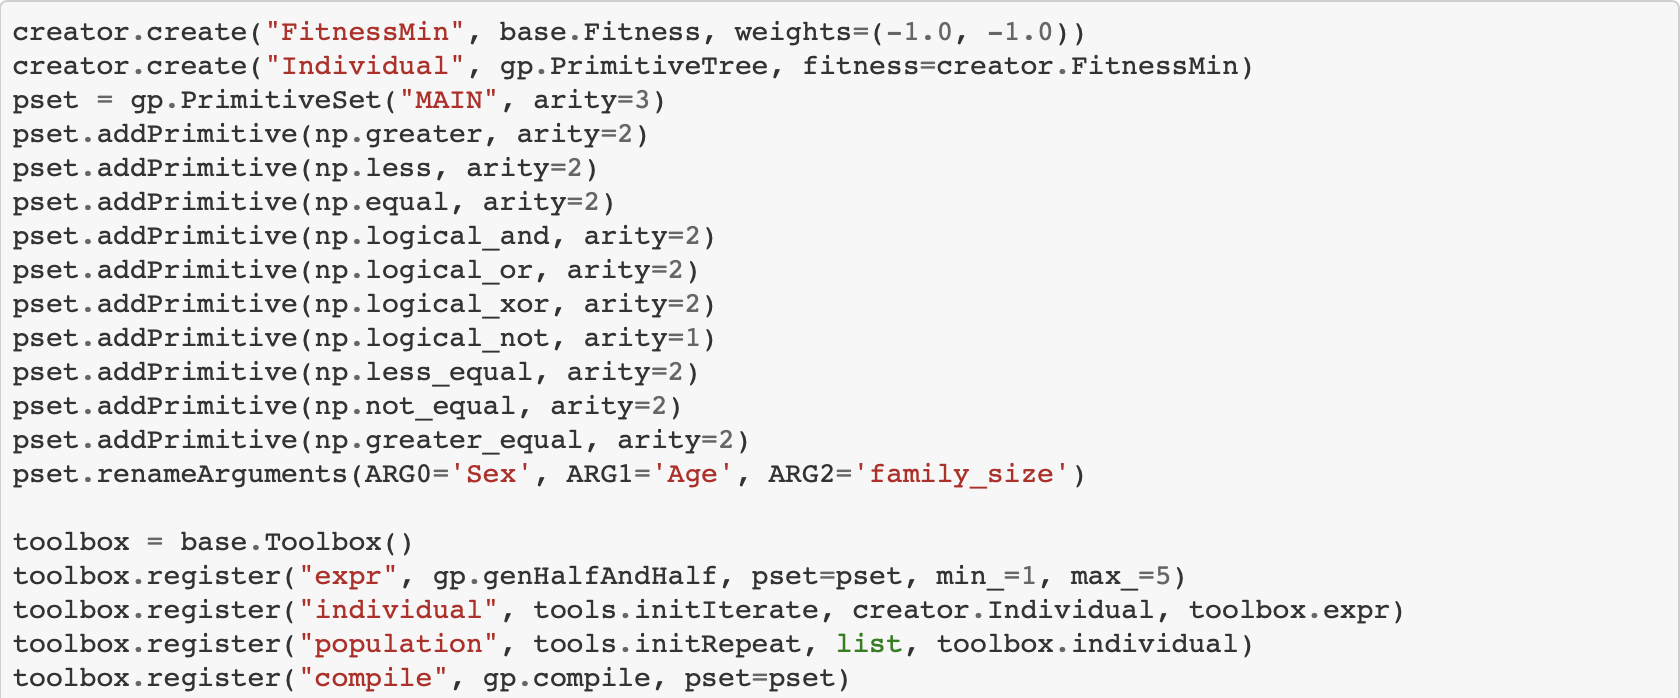 creator.create("FitnessMin", base.Fitness, weights=(-1.0, -1.0))
creator.create("Individual", gp.PrimitiveTree, fitness=creator.FitnessMin)
pset = gp.PrimitiveSet("MAIN", arity=3)
pset.addPrimitive(np.greater, arity=2)
pset.addPrimitive(np.less, arity=2)
pset.addPrimitive(np.equal, arity=2)
pset.addPrimitive(np.logical_and, arity=2)
pset.addPrimitive(np.logical_or, arity=2)
pset.addPrimitive(np.logical_xor, arity=2)
pset.addPrimitive(np.logical_not, arity=1)
pset.addPrimitive(np.less_equal, arity=2)
pset.addPrimitive(np.not_equal, arity=2)
pset.addPrimitive(np.greater_equal, arity=2)
pset.renameArguments(ARG0='Sex', ARG1='Age', ARG2='family_size')

toolbox = base.Toolbox()
toolbox.register("expr", gp.genHalfAndHalf, pset=pset, min_=1, max_=5)
toolbox.register("individual", tools.initIterate, creator.Individual, toolbox.expr)
toolbox.register("population", tools.initRepeat, list, toolbox.individual)
toolbox.register("compile", gp.compile, pset=pset)